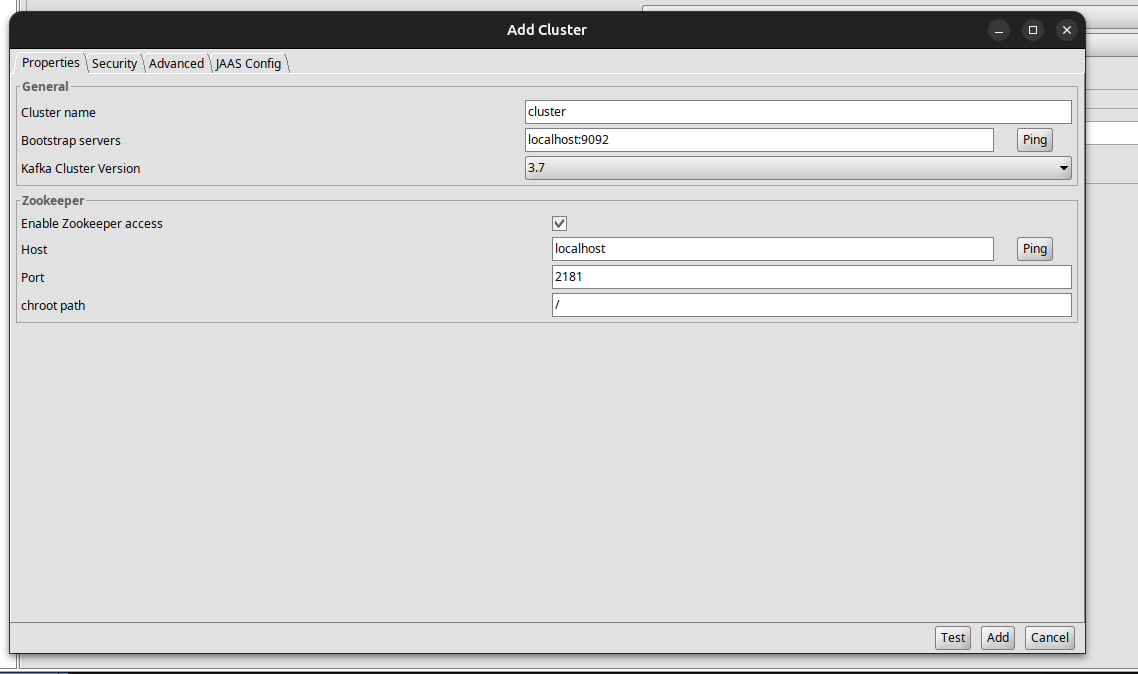 Add Cluster
Properties Security Advanced JAAS Config
General
Cluster name cluster
Bootstrap servers localhost:9092 Ping
Kafka Cluster Version 3.7
Zookeeper
Enable Zookeeper access
Host localhost Ping
Port 2181
chroot path /
Test Add Cancel